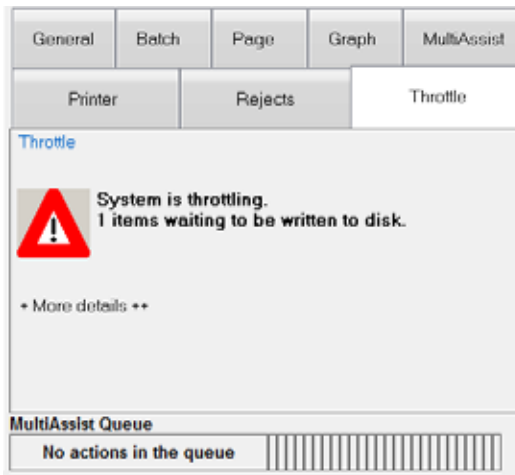 General Batch Page Graph MultiAssist
Printer Rejects Throttle
Throttle
System is throttling.
1 items waiting to be written to disk.
+ More details ++
MultiAssist Queue
No actions in the queue